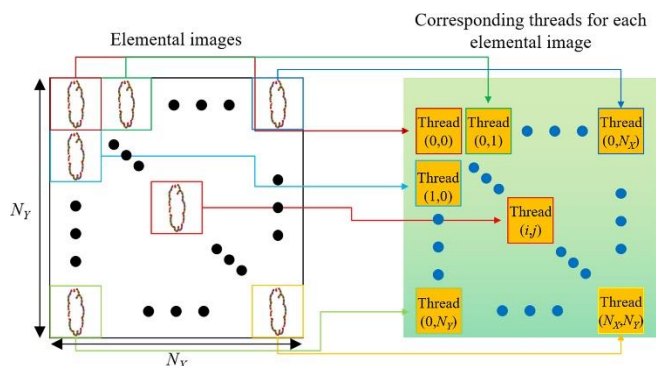 Corresponding threads for each
elemental image
Elemental images
Thread
(0,0)
Thread
(0,1)
Thread
(0,N_X)
Thread
(1,0)
Thread
(i,j)
Thread
(0,N_Y)
Thread
(N_X,N_Y)
N_Y
N_X